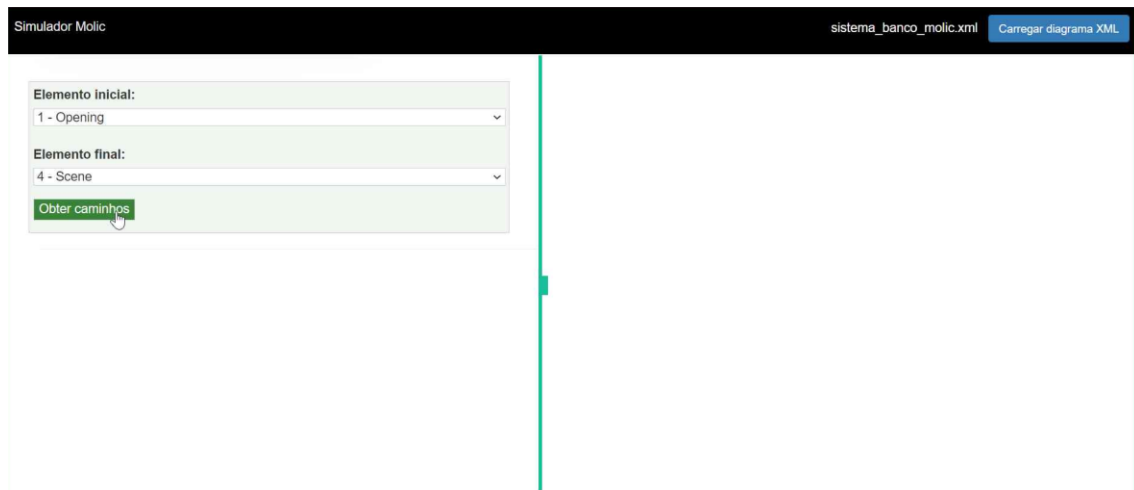 Simulador Molic
sistema_banco_molic.xml
Carregar diagrama XML
Elemento inicial:
1 - Opening
Elemento final:
4 - Scene
Obter caminhos